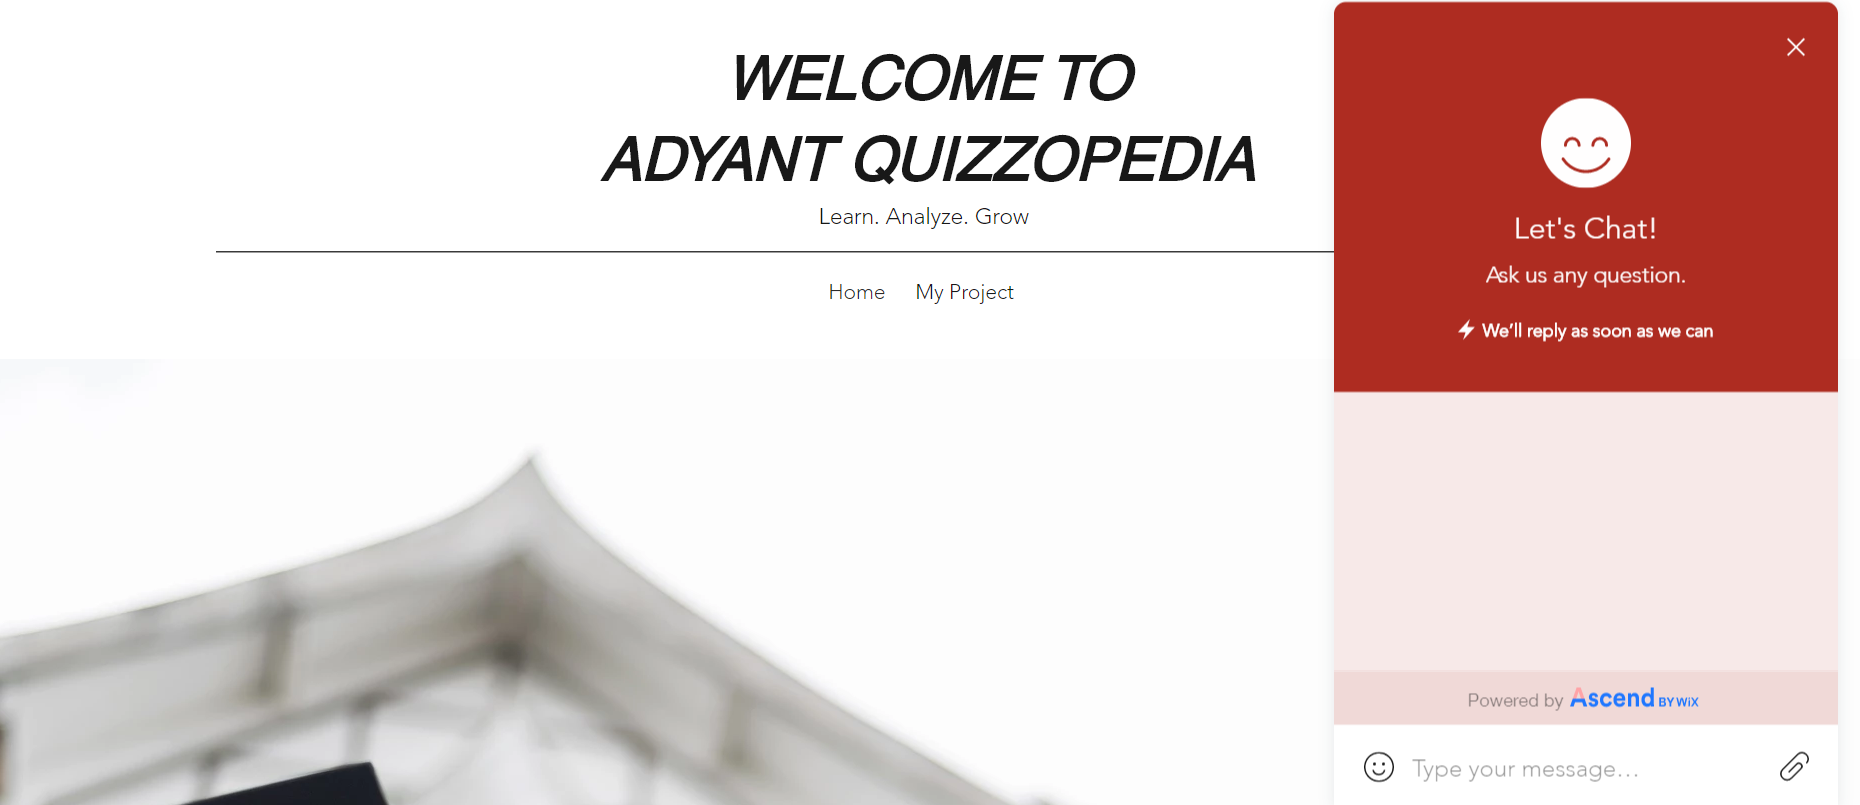 WELCOME TO
ADYANT QUIZZOPEDIA
Learn. Analyze. Grow
Home My Project
Let's Chat!
Ask us any question.
We'll reply as soon as we can
Powered by Ascend BY WiX
Type your message...